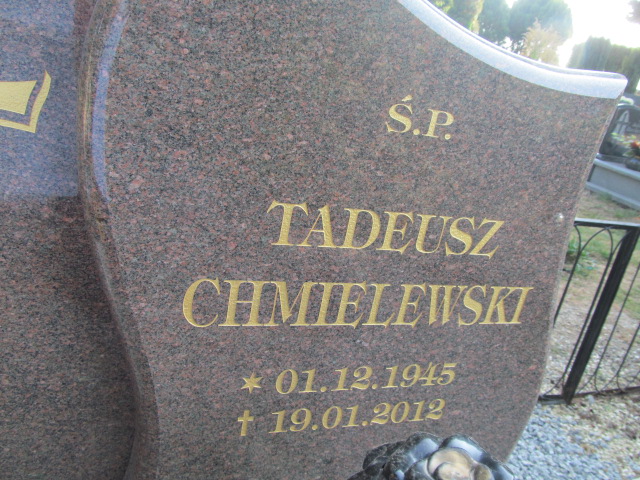 Ś.P.
TADEUSZ
CHMIELEWSKI
✶ 01.12.1945
✝ 19.01.2012